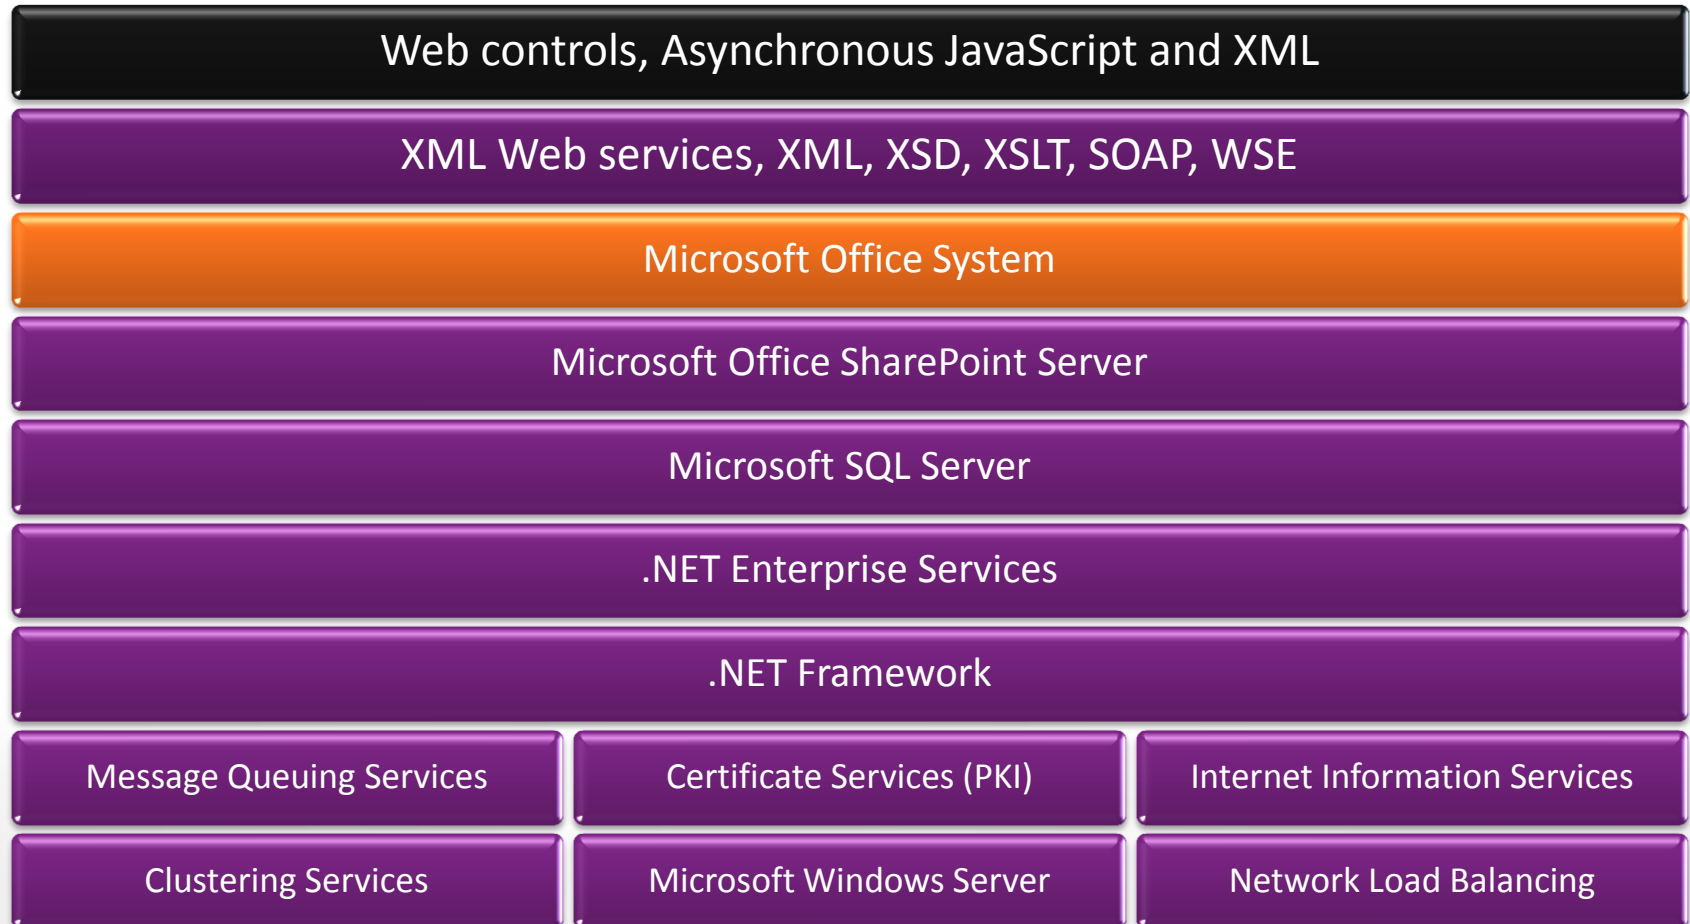 Web controls, Asynchronous JavaScript and XML
XML Web services, XML, XSD, XSLT, SOAP, WSE
Microsoft Office System
Microsoft Office SharePoint Server
Microsoft SQL Server
.NET Enterprise Services
.NET Framework
Message Queuing Services
Certificate Services (PKI)
Internet Information Services
Clustering Services
Microsoft Windows Server
Network Load Balancing